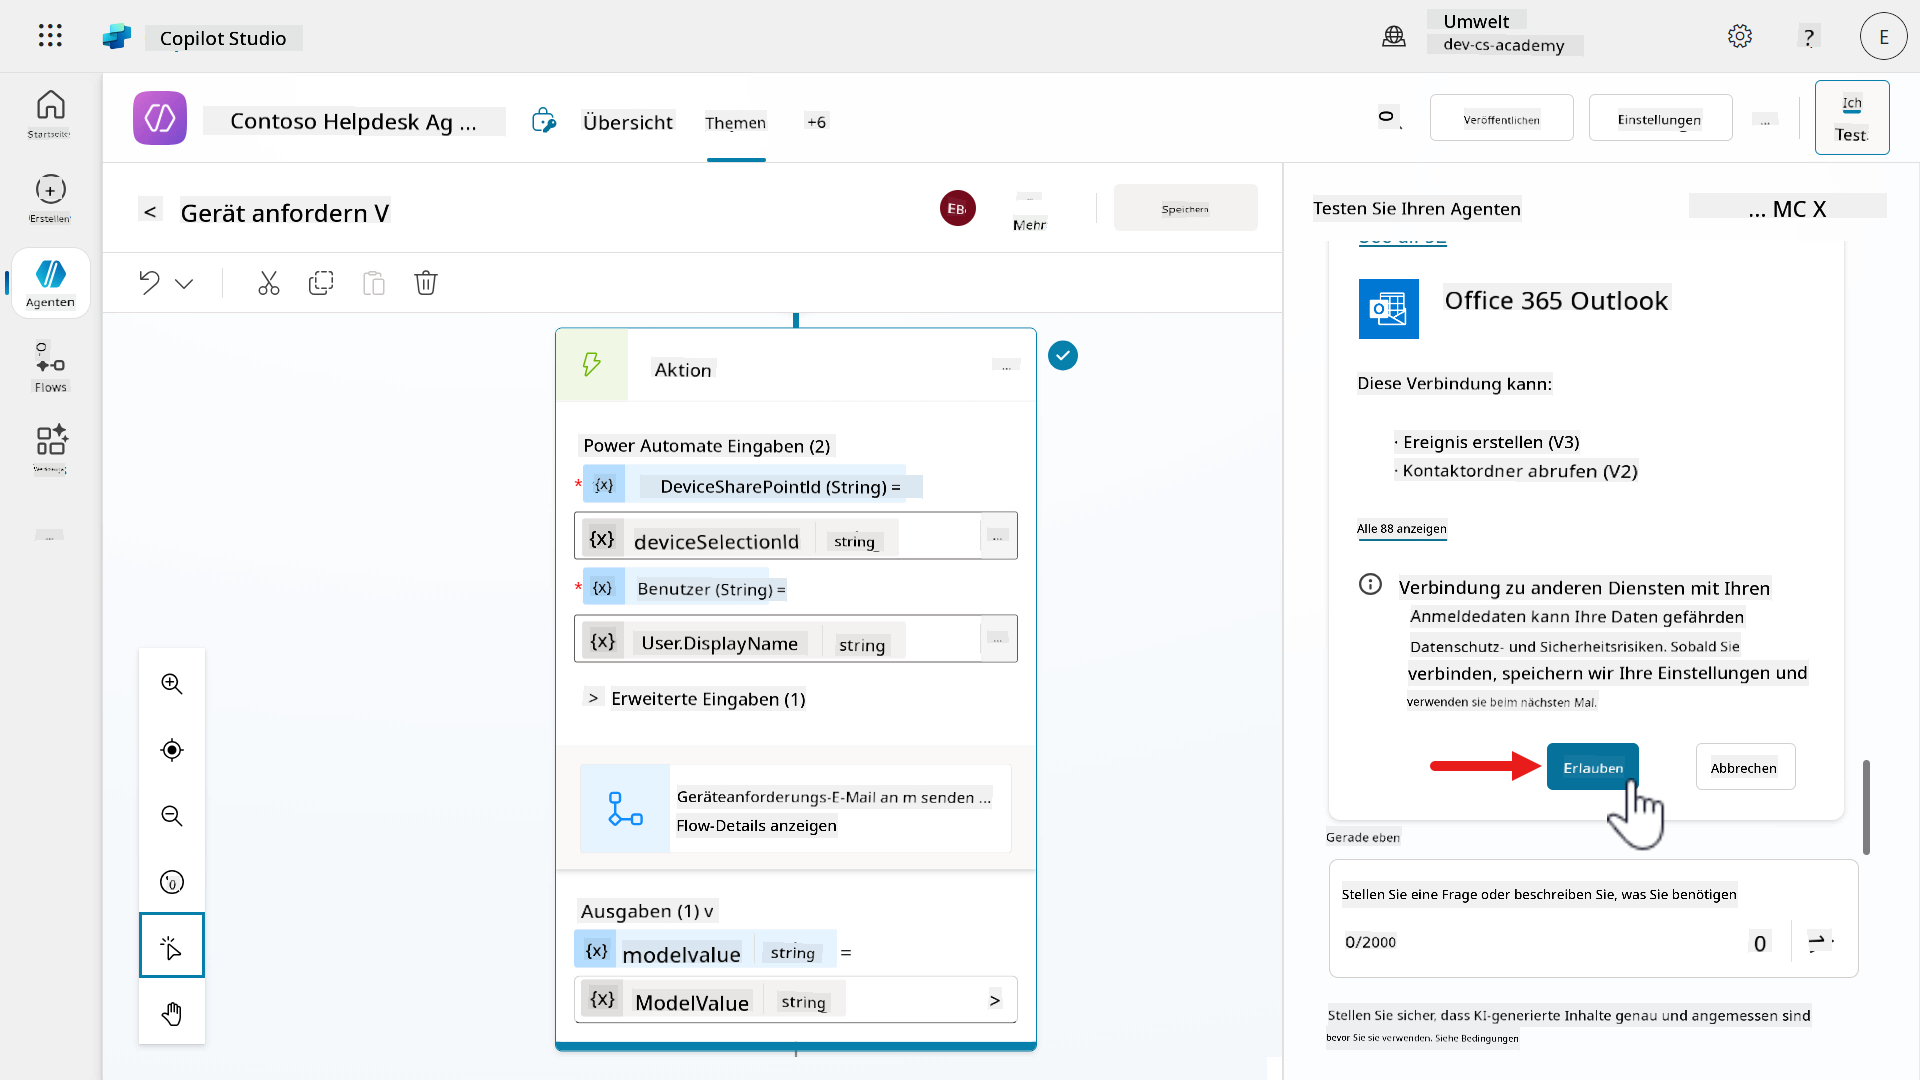 Copilot Studio
Umwelt
dev-cs-academy
?
E
Startseite
Erstellen
Agenten
Flows
Contoso Helpdesk Ag ...
Übersicht
Themen
+6
Veröffentlichen
Einstellungen
...
Ich
Test
< Gerät anfordern V
EB
Mehr
Speichern
Aktion
...
Power Automate Eingaben (2)
* {x} DeviceSharePointId (String) =
{x} deviceSelectionId string
...
* {x} Benutzer (String) =
{x} User.DisplayName string
...
> Erweiterte Eingaben (1)
Geräteanforderungs-E-Mail an m senden ...
Flow-Details anzeigen
Ausgaben (1) v
{x} modelvalue string =
{x} ModelValue string >
Testen Sie Ihren Agenten
... MC X
Office 365 Outlook
Diese Verbindung kann:
· Ereignis erstellen (V3)
· Kontaktordner abrufen (V2)
Alle 88 anzeigen
Verbindung zu anderen Diensten mit Ihren
Anmeldedaten kann Ihre Daten gefährden
Datenschutz- und Sicherheitsrisiken. Sobald Sie
verbinden, speichern wir Ihre Einstellungen und
verwenden sie beim nächsten Mal.
Erlauben
Abbrechen
Gerade eben
Stellen Sie eine Frage oder beschreiben Sie, was Sie benötigen
0/2000
0
Stellen Sie sicher, dass KI-generierte Inhalte genau und angemessen sind
bevor Sie sie verwenden. Siehe Bedingungen